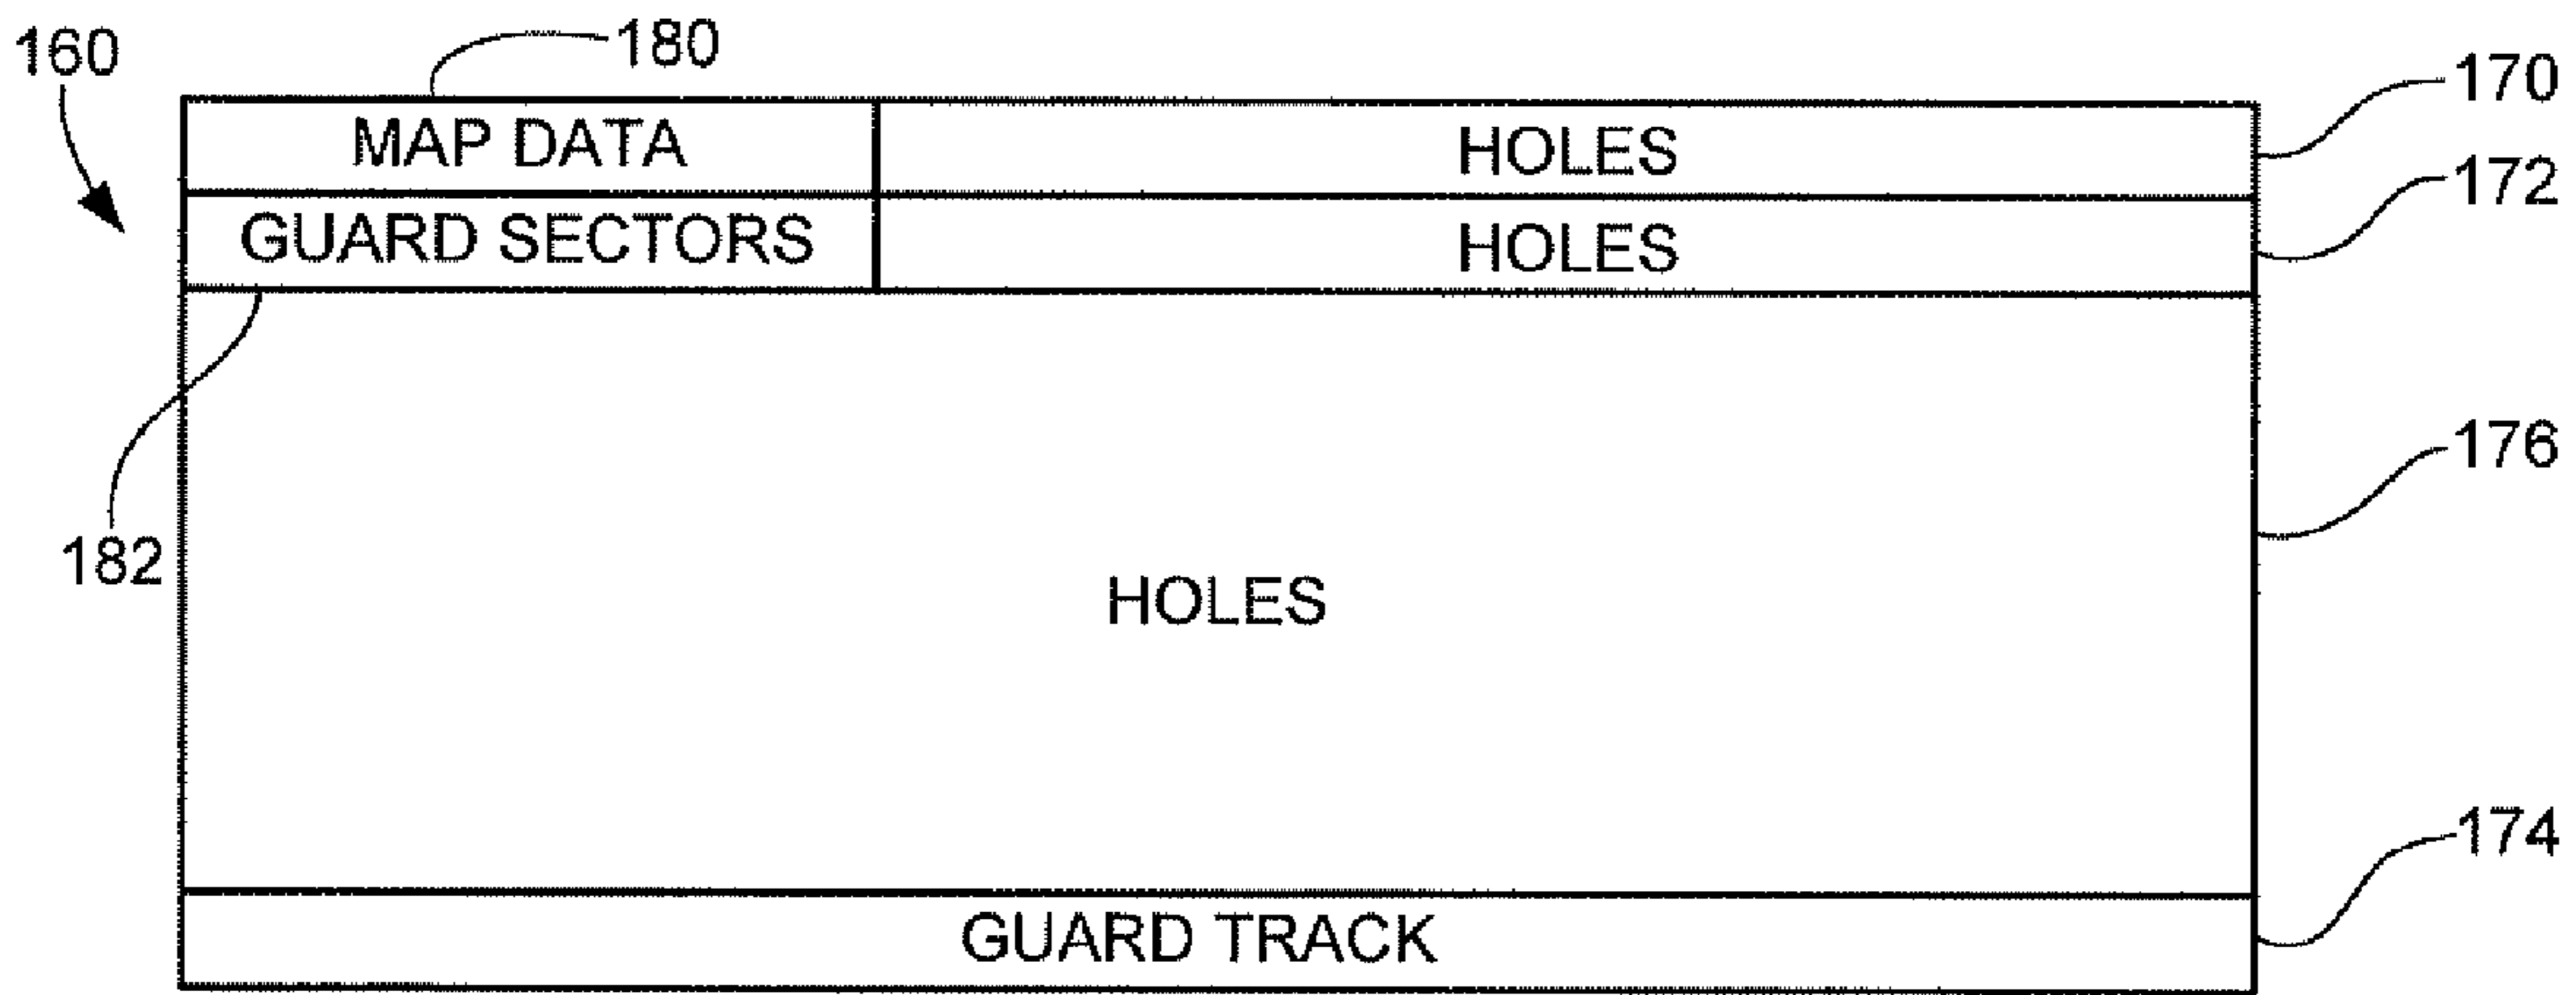 160
180
170
MAP DATA
HOLES
172
GUARD SECTORS
HOLES
176
182
HOLES
174
GUARD TRACK